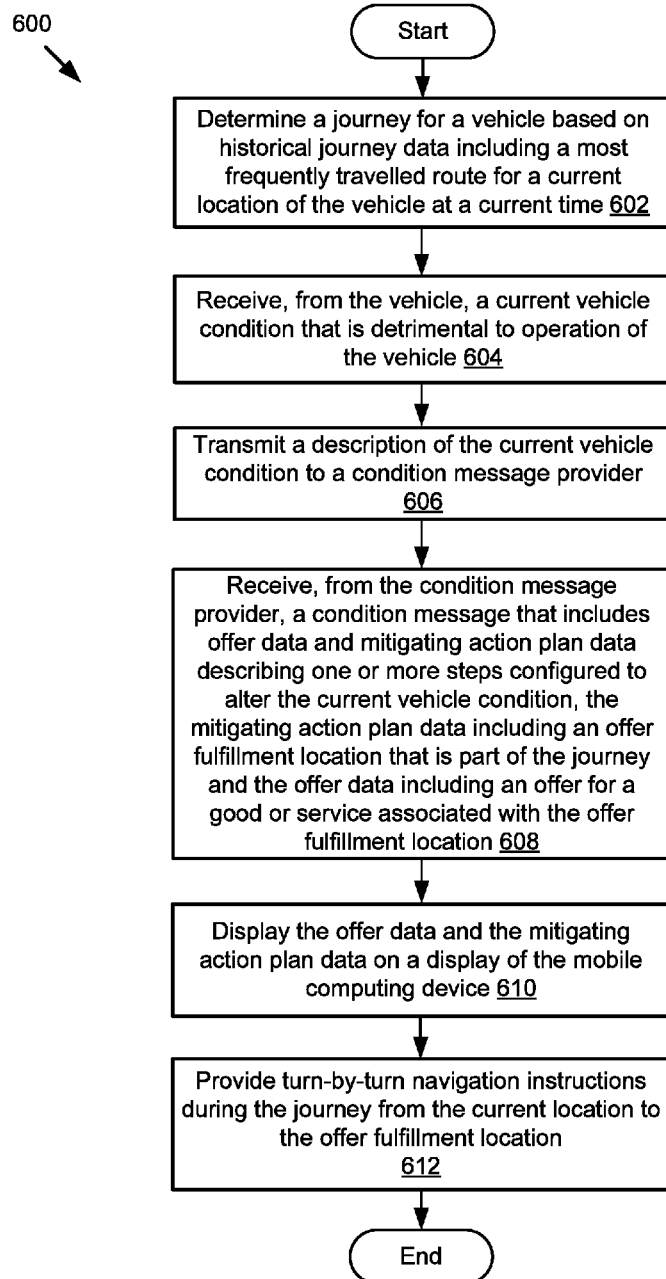 600
Start
Determine a journey for a vehicle based on
historical journey data including a most
frequently travelled route for a current
location of the vehicle at a current time 602
Receive, from the vehicle, a current vehicle
condition that is detrimental to operation of
the vehicle 604
Transmit a description of the current vehicle
condition to a condition message provider
606
Receive, from the condition message
provider, a condition message that includes
offer data and mitigating action plan data
describing one or more steps configured to
alter the current vehicle condition, the
mitigating action plan data including an offer
fulfillment location that is part of the journey
and the offer data including an offer for a
good or service associated with the offer
fulfillment location 608
Display the offer data and the mitigating
action plan data on a display of the mobile
computing device 610
Provide turn-by-turn navigation instructions
during the journey from the current location to
the offer fulfillment location
612
End